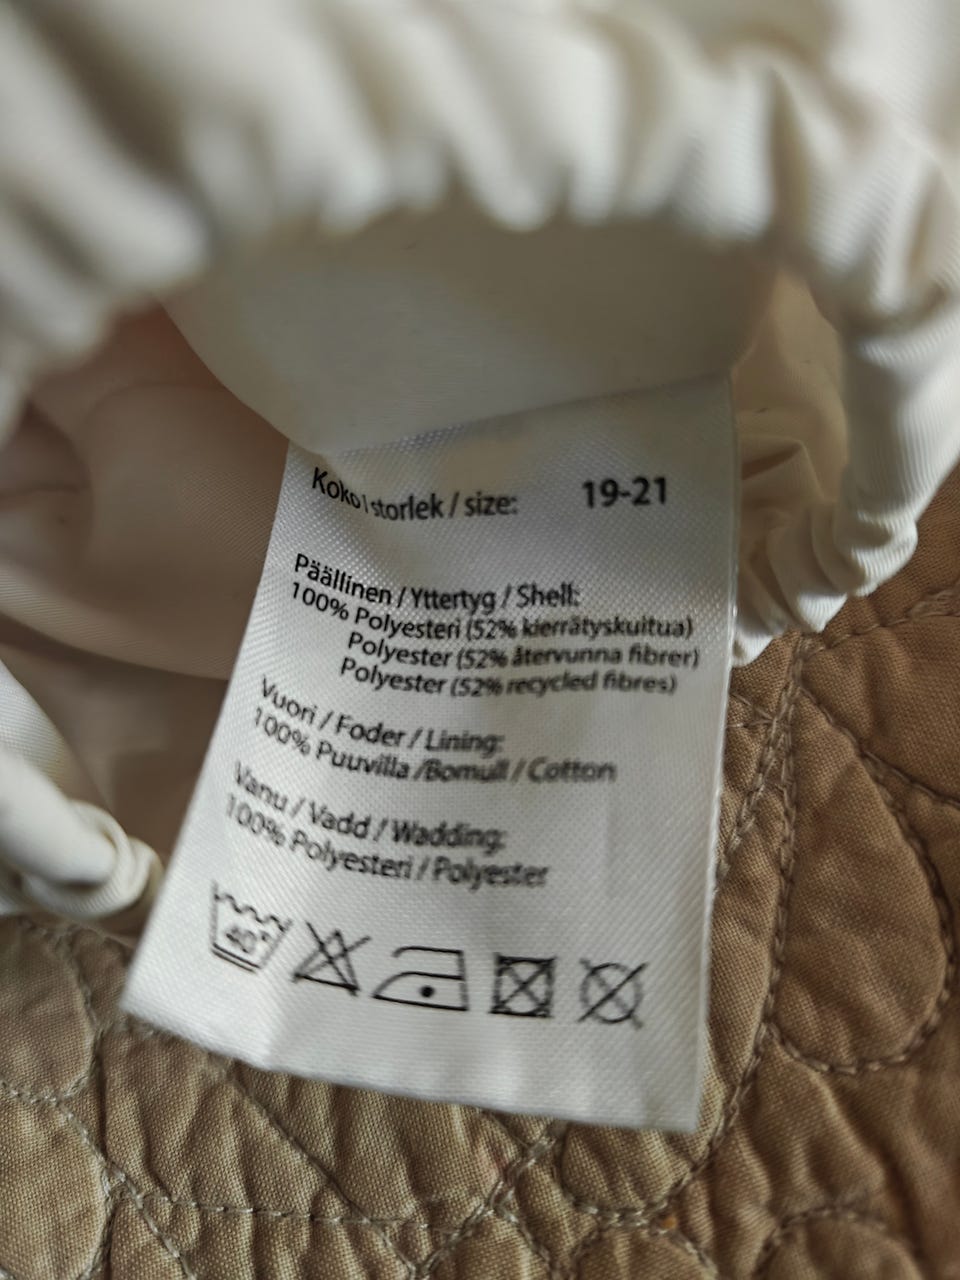 Koko / storlek / size: 19-21
Päällinen / Yttertyg / Shell:
100% Polyesteri (52% kierrätyskuitua)
Polyester (52% återvunna fibrer)
Polyester (52% recycled fibres)
Vuori / Foder / Lining:
100% Puuvilla /Bomull / Cotton
Vanu / Vadd / Wadding:
100% Polyesteri / Polyester
40°